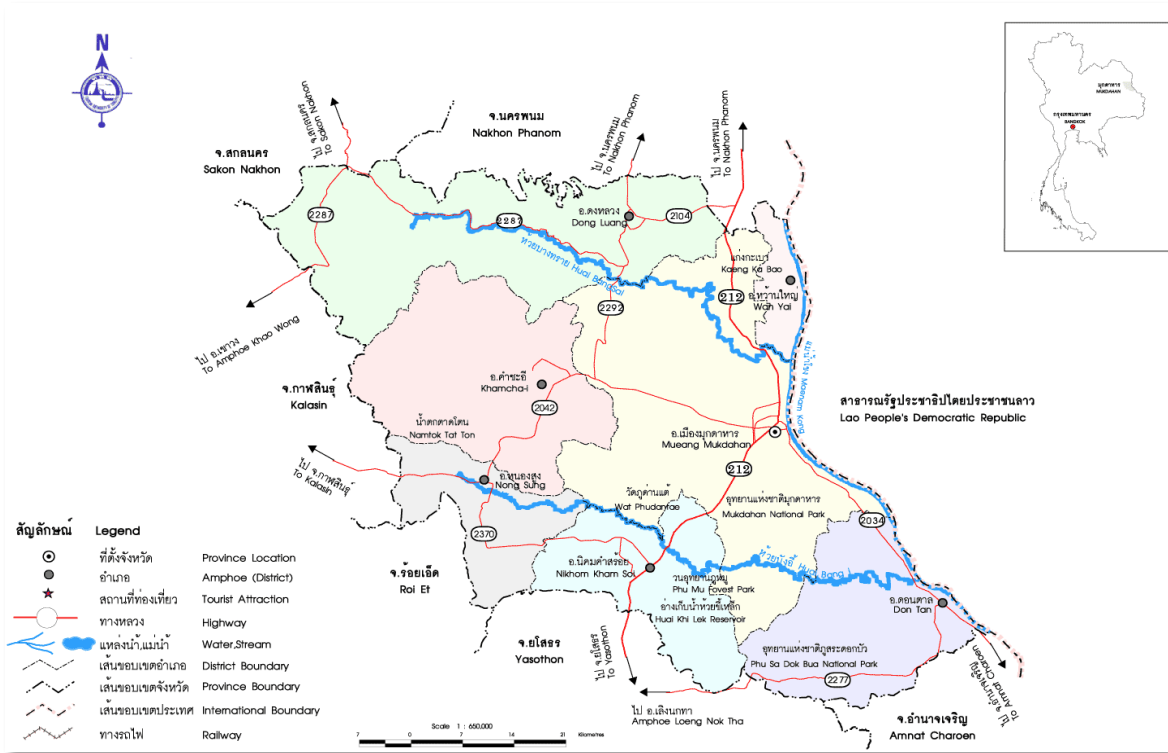 N
มุกดาหาร
MUKDAHAN
กรุงเทพมหานคร
BANGKOK
ไป จ.สกลนคร
To Sakon Nakhon
จ.นครพนม
Nakhon Phanom
ไป จ.นครพนม
To Nakhon Phanom
ไป จ.นครพนม
To Nakhon Phanom
จ.สกลนคร
Sakon Nakhon
2287
2287
อ.ดงหลวง
Dong Luang
2104
ห้วยบางทราย Huai BangSai
แก่งกะเบา
Kaeng Ka Bao
212
อ.หว้านใหญ่
Wan Yai
2292
ไป อ.เขาวง
To Amphoe Khao Wong
แม่น้ำโขง Maenam Kong
จ.กาฬสินธุ์
Kalasin
อ.คำชะอี
Khamcha-i
2042
สาธารณรัฐประชาธิปไตยประชาชนลาว
Lao People's Democratic Republic
น้ำตกตาดโตน
Namtok Tat Ton
อ.เมืองมุกดาหาร
Mueang Mukdahan
212
ไป จ.กาฬสินธุ์
To Kalasin
อ.หนองสูง
Nong Sung
วัดภูด่านแต้
Wat Phudantae
อุทยานแห่งชาติมุกดาหาร
Mukdahan National Park
2034
2370
ห้วยบังอี่ Huai Bang I
อ.นิคมคำสร้อย
Nikhom Kham Soi
วนอุทยานภูหมู
Phu Mu Forest Park
อ่างเก็บน้ำห้วยขี้เหล็ก
Huai Khi Lek Reservoir
อ.ดอนตาล
Don Tan
จ.ร้อยเอ็ด
Roi Et
จ.ยโสธร
Yasothon
ไป จ.ยโสธร
To Yasothon
อุทยานแห่งชาติภูสระดอกบัว
Phu Sa Dok Bua National Park
2277
ไป จ.อำนาจเจริญ
To Amnat Charoen
ไป อ.เลิงนกทา
Amphoe Loeng Nok Tha
จ.อำนาจเจริญ
Amnat Charoen
สัญลักษณ์ Legend
ที่ตั้งจังหวัด Province Location
อำเภอ Amphoe (District)
สถานที่ท่องเที่ยว Tourist Attraction
ทางหลวง Highway
แหล่งน้ำ,แม่น้ำ Water,Stream
เส้นขอบเขตอำเภอ District Boundary
เส้นขอบเขตจังหวัด Province Boundary
เส้นขอบเขตประเทศ International Boundary
ทางรถไฟ Railway
Scale 1 : 650,000
7 0 7 14 21 Kilometres